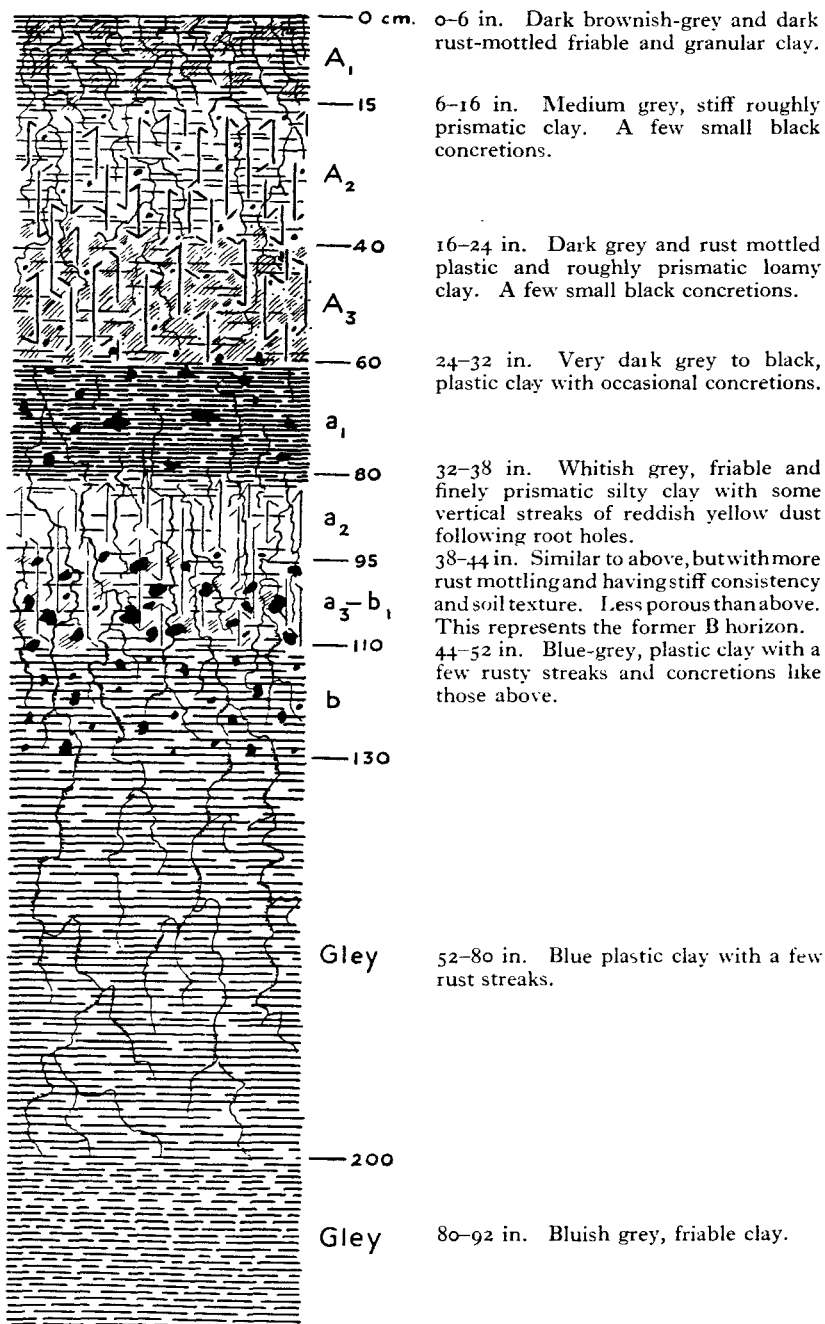 0 cm.
0–6 in. Dark brownish-grey and dark
rust-mottled friable and granular clay.
A₁
15
6–16 in. Medium grey, stiff roughly
prismatic clay. A few small black
concretions.
A₂
40
16–24 in. Dark grey and rust mottled
plastic and roughly prismatic loamy
clay. A few small black concretions.
A₃
60
24–32 in. Very dark grey to black,
plastic clay with occasional concretions.
a₁
80
32–38 in. Whitish grey, friable and
finely prismatic silty clay with some
vertical streaks of reddish yellow dust
following root holes.
a₂
95
38–44 in. Similar to above, but with more
rust mottling and having stiff consistency
and soil texture. Less porous than above.
This represents the former B horizon.
a₃–b₁
110
44–52 in. Blue-grey, plastic clay with a
few rusty streaks and concretions like
those above.
b
130
Gley
52–80 in. Blue plastic clay with a few
rust streaks.
200
Gley
80–92 in. Bluish grey, friable clay.